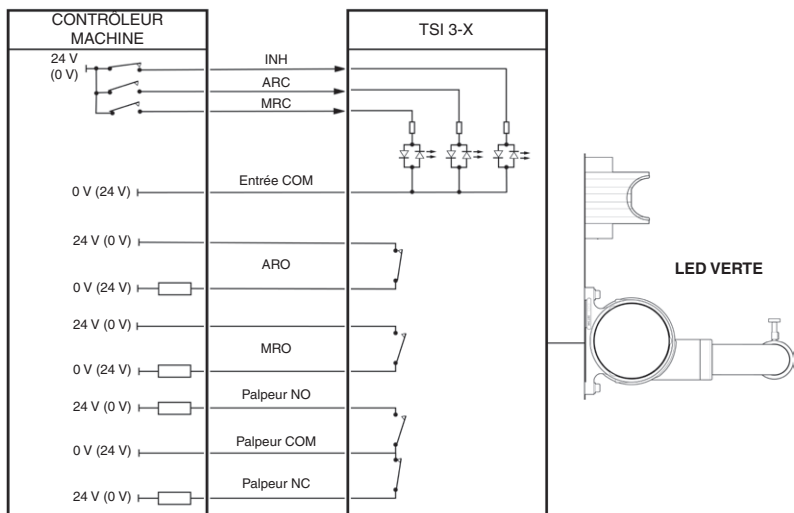 CONTRÔLEUR
MACHINE
TSI 3-X
24 V
(0 V)
INH
ARC
MRC
Entrée COM
0 V (24 V)
24 V (0 V)
ARO
0 V (24 V)
24 V (0 V)
MRO
0 V (24 V)
Palpeur NO
24 V (0 V)
Palpeur COM
0 V (24 V)
Palpeur NC
24 V (0 V)
LED VERTE